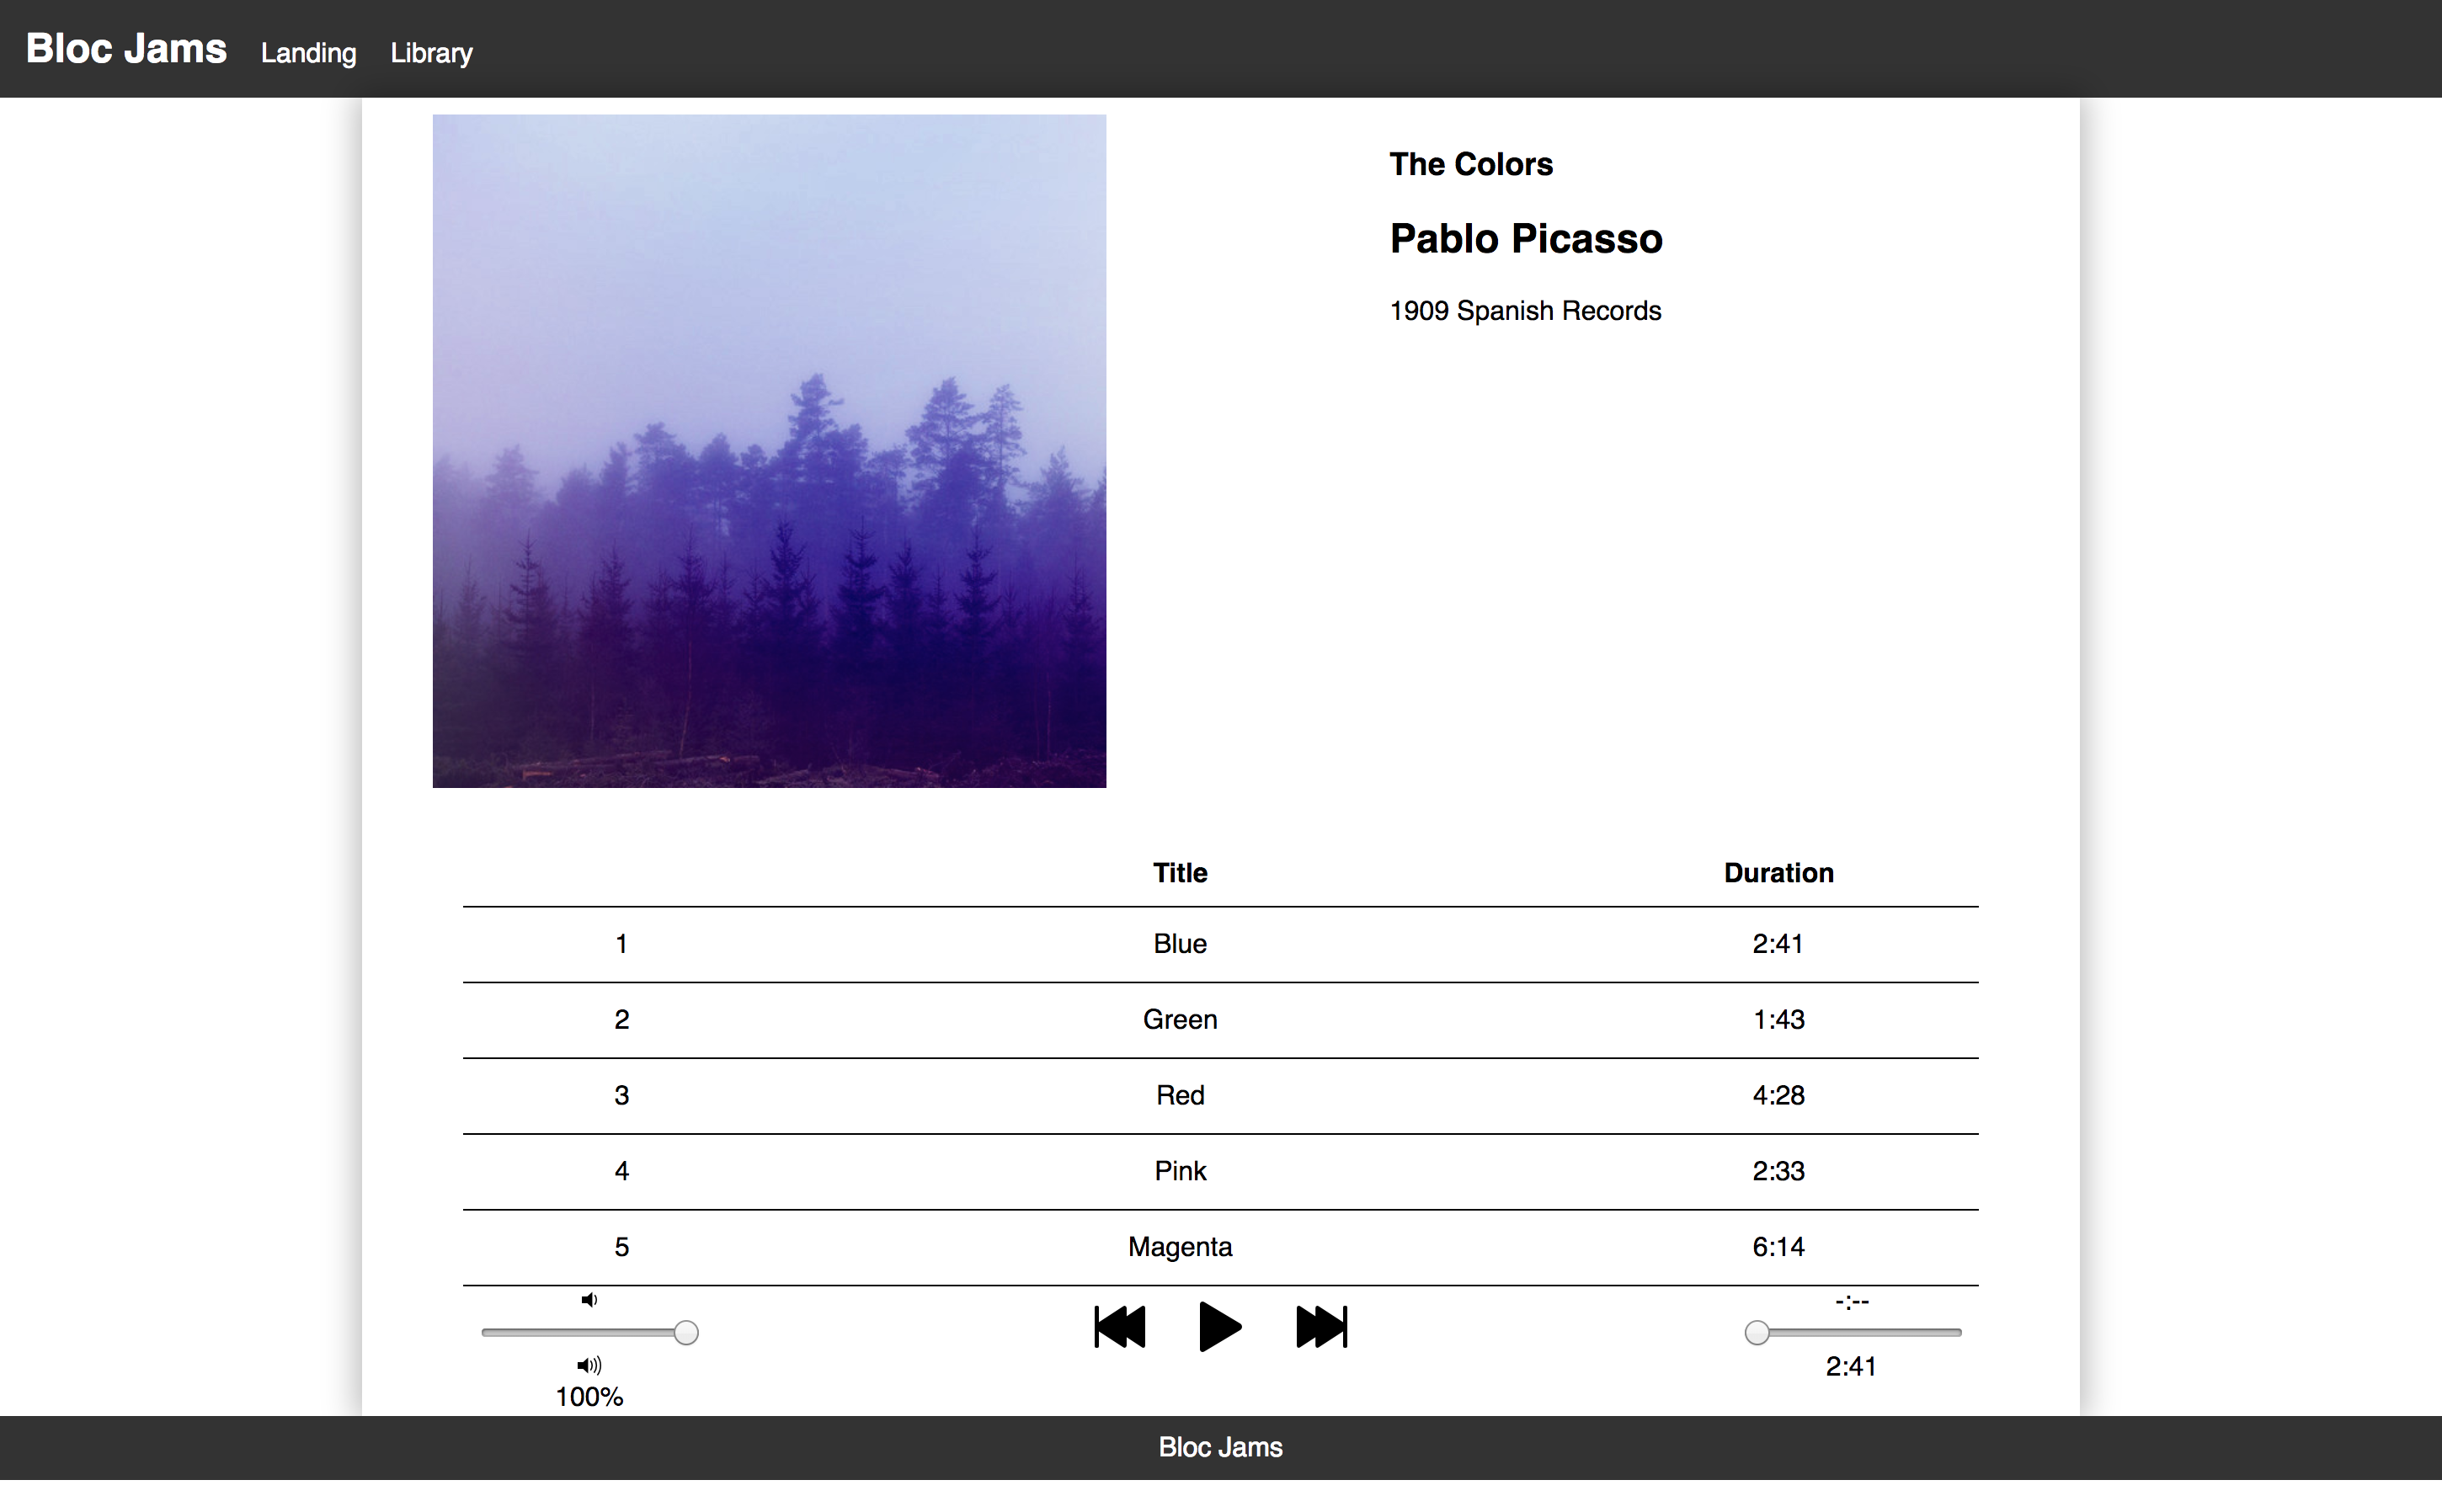 Bloc Jams Landing Library
The Colors
Pablo Picasso
1909 Spanish Records
Title Duration
1 Blue 2:41
2 Green 1:43
3 Red 4:28
4 Pink 2:33
5 Magenta 6:14
-:--
2:41
100%
Bloc Jams